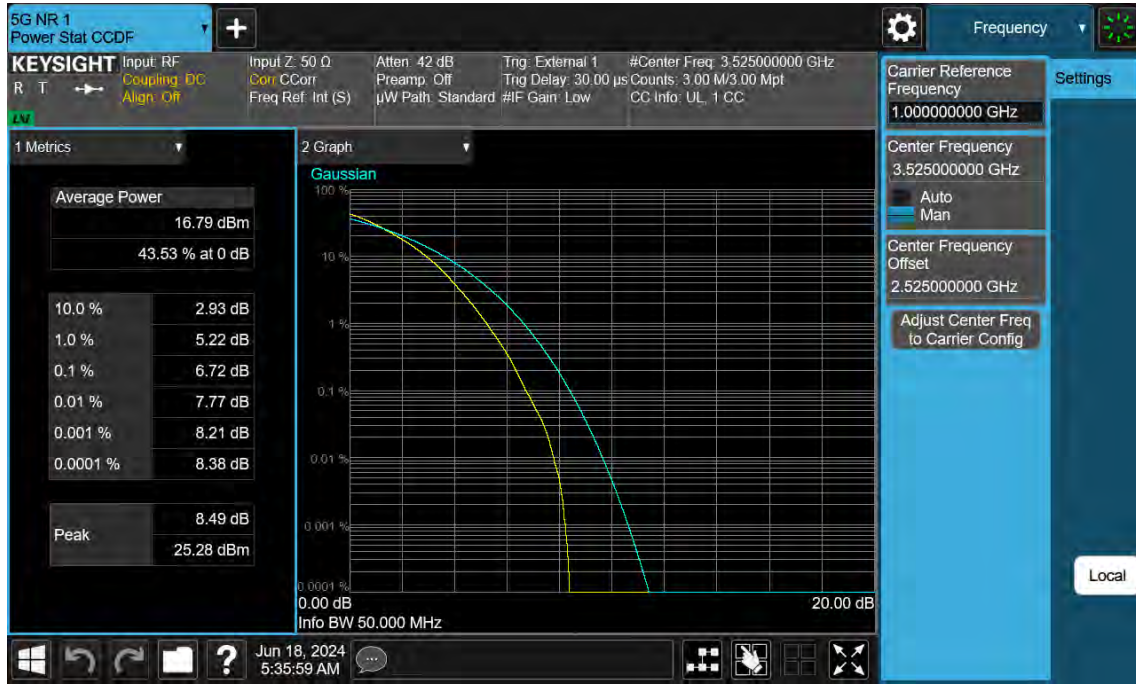 5G NR 1
Power Stat CCDF
+
Frequency
KEYSIGHT
R T
LXI
Input: RF
Coupling: DC
Align: Off
Input Z: 50 Ω
Corr CCorr
Freq Ref: Int (S)
Atten: 42 dB
Preamp: Off
µW Path: Standard
#IF Gain: Low
Trig: External 1
Trig Delay: 30.00 µs
#Center Freq: 3.525000000 GHz
Counts: 3.00 M/3.00 Mpt
CC Info: UL, 1 CC
Carrier Reference
Frequency
1.000000000 GHz
Settings
Center Frequency
3.525000000 GHz
Auto
Man
Center Frequency
Offset
2.525000000 GHz
Adjust Center Freq
to Carrier Config
Local
1 Metrics
Average Power
16.79 dBm
43.53 % at 0 dB
10.0 % 2.93 dB
1.0 % 5.22 dB
0.1 % 6.72 dB
0.01 % 7.77 dB
0.001 % 8.21 dB
0.0001 % 8.38 dB
Peak
8.49 dB
25.28 dBm
2 Graph
Gaussian
100 %
10 %
1 %
0.1 %
0.01 %
0.001 %
0.0001 %
0.00 dB
20.00 dB
Info BW 50.000 MHz
?
Jun 18, 2024
5:35:59 AM